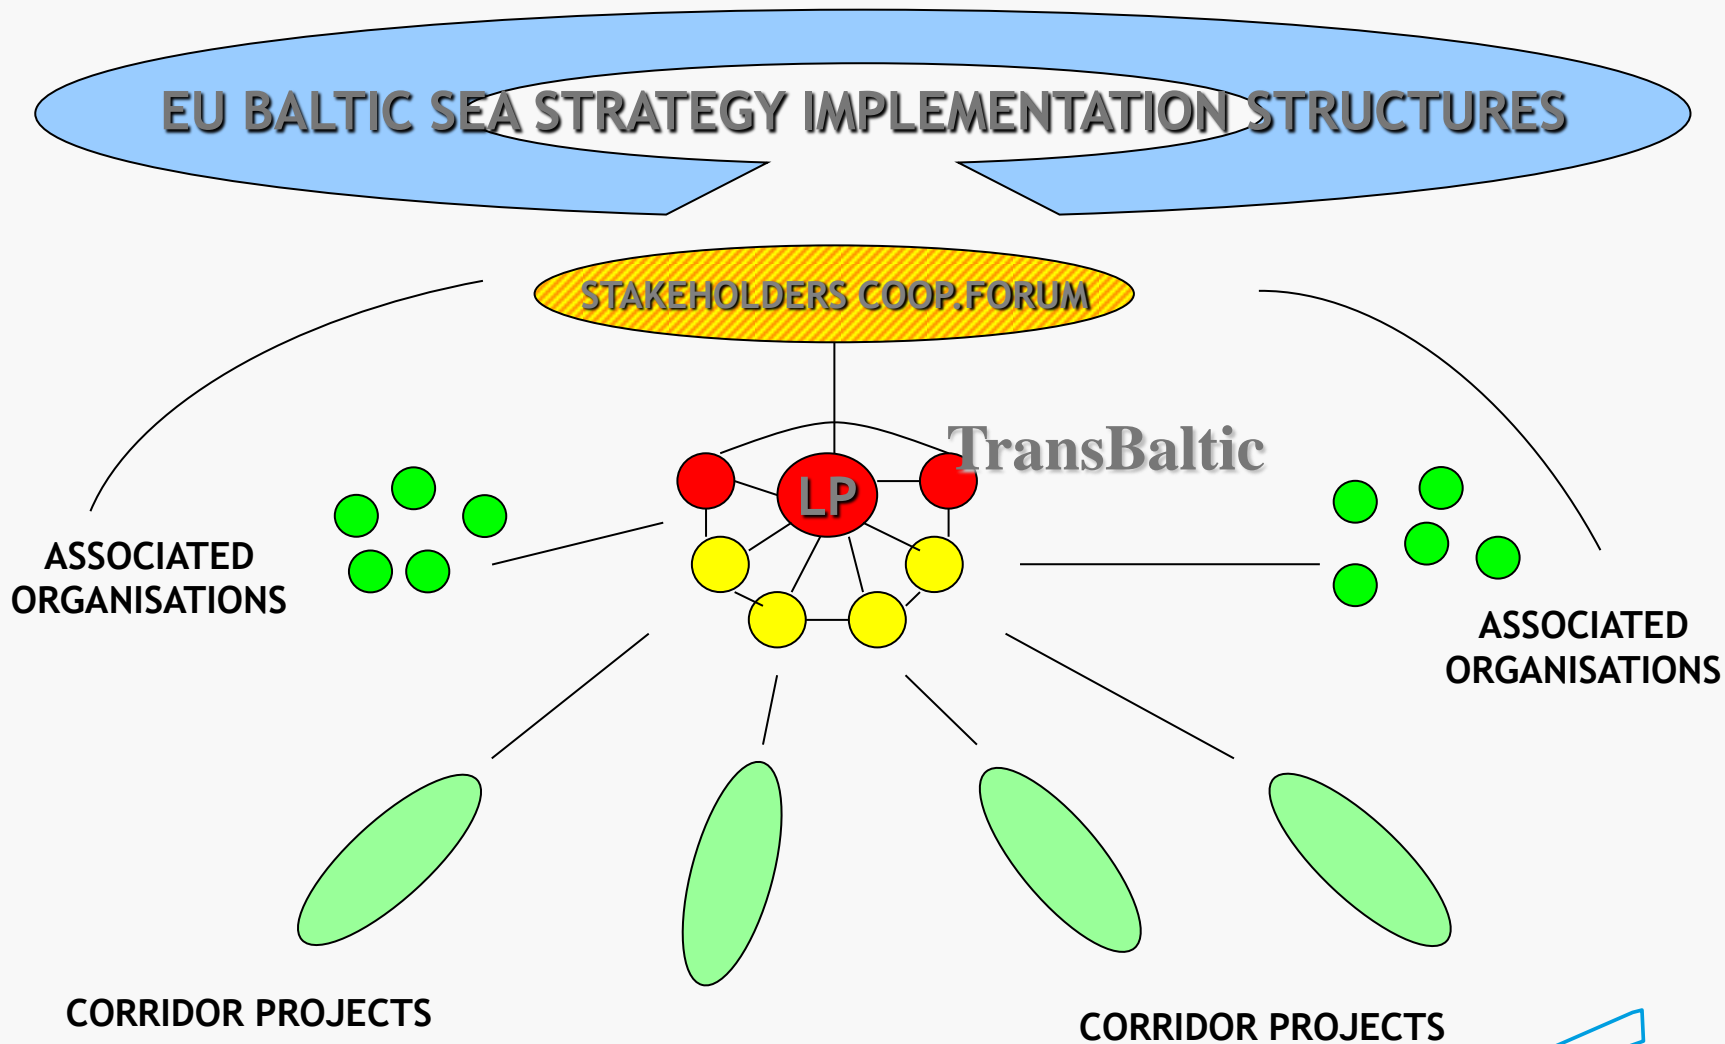 EU BALTIC SEA STRATEGY IMPLEMENTATION STRUCTURES
STAKEHOLDERS COOP.FORUM
TransBaltic
LP
ASSOCIATED
ORGANISATIONS
ASSOCIATED
ORGANISATIONS
CORRIDOR PROJECTS
CORRIDOR PROJECTS